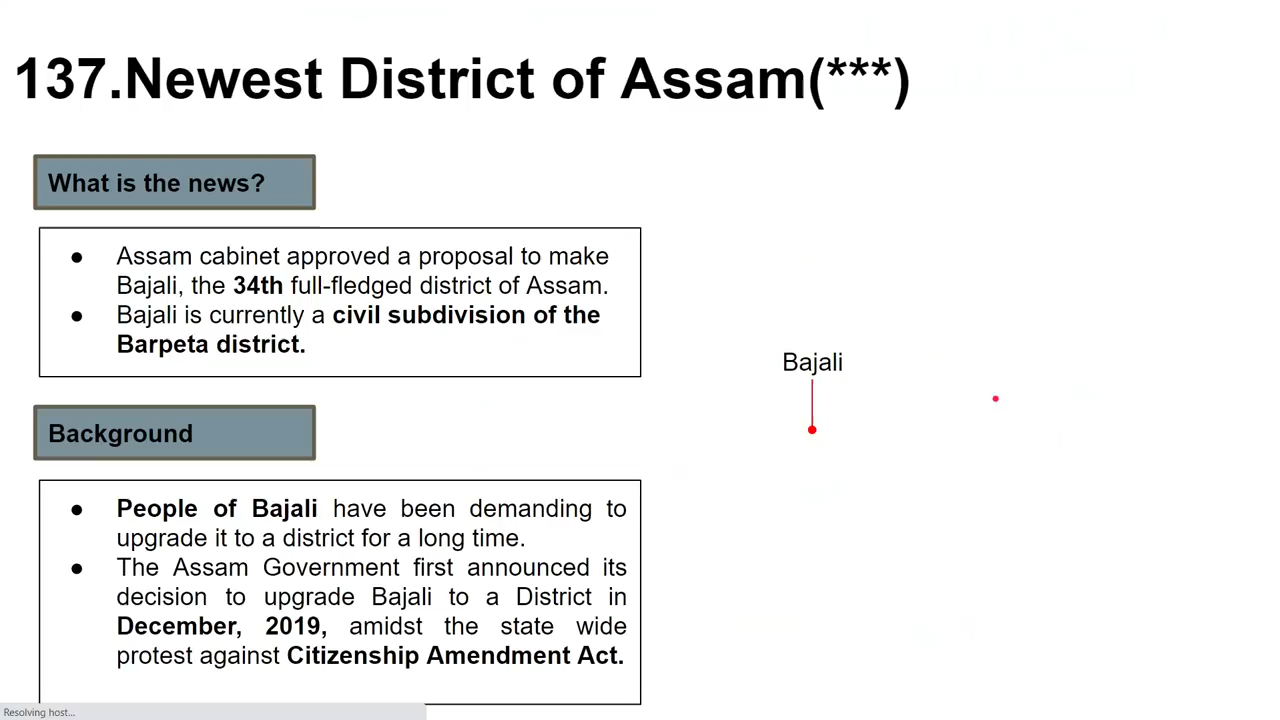 137.Newest District of Assam(***)
What is the news?
● Assam cabinet approved a proposal to make
Bajali, the 34th full-fledged district of Assam.
● Bajali is currently a civil subdivision of the
Barpeta district.
Bajali
Background
● People of Bajali have been demanding to
upgrade it to a district for a long time.
● The Assam Government first announced its
decision to upgrade Bajali to a District in
December, 2019, amidst the state wide
protest against Citizenship Amendment Act.
Resolving host...